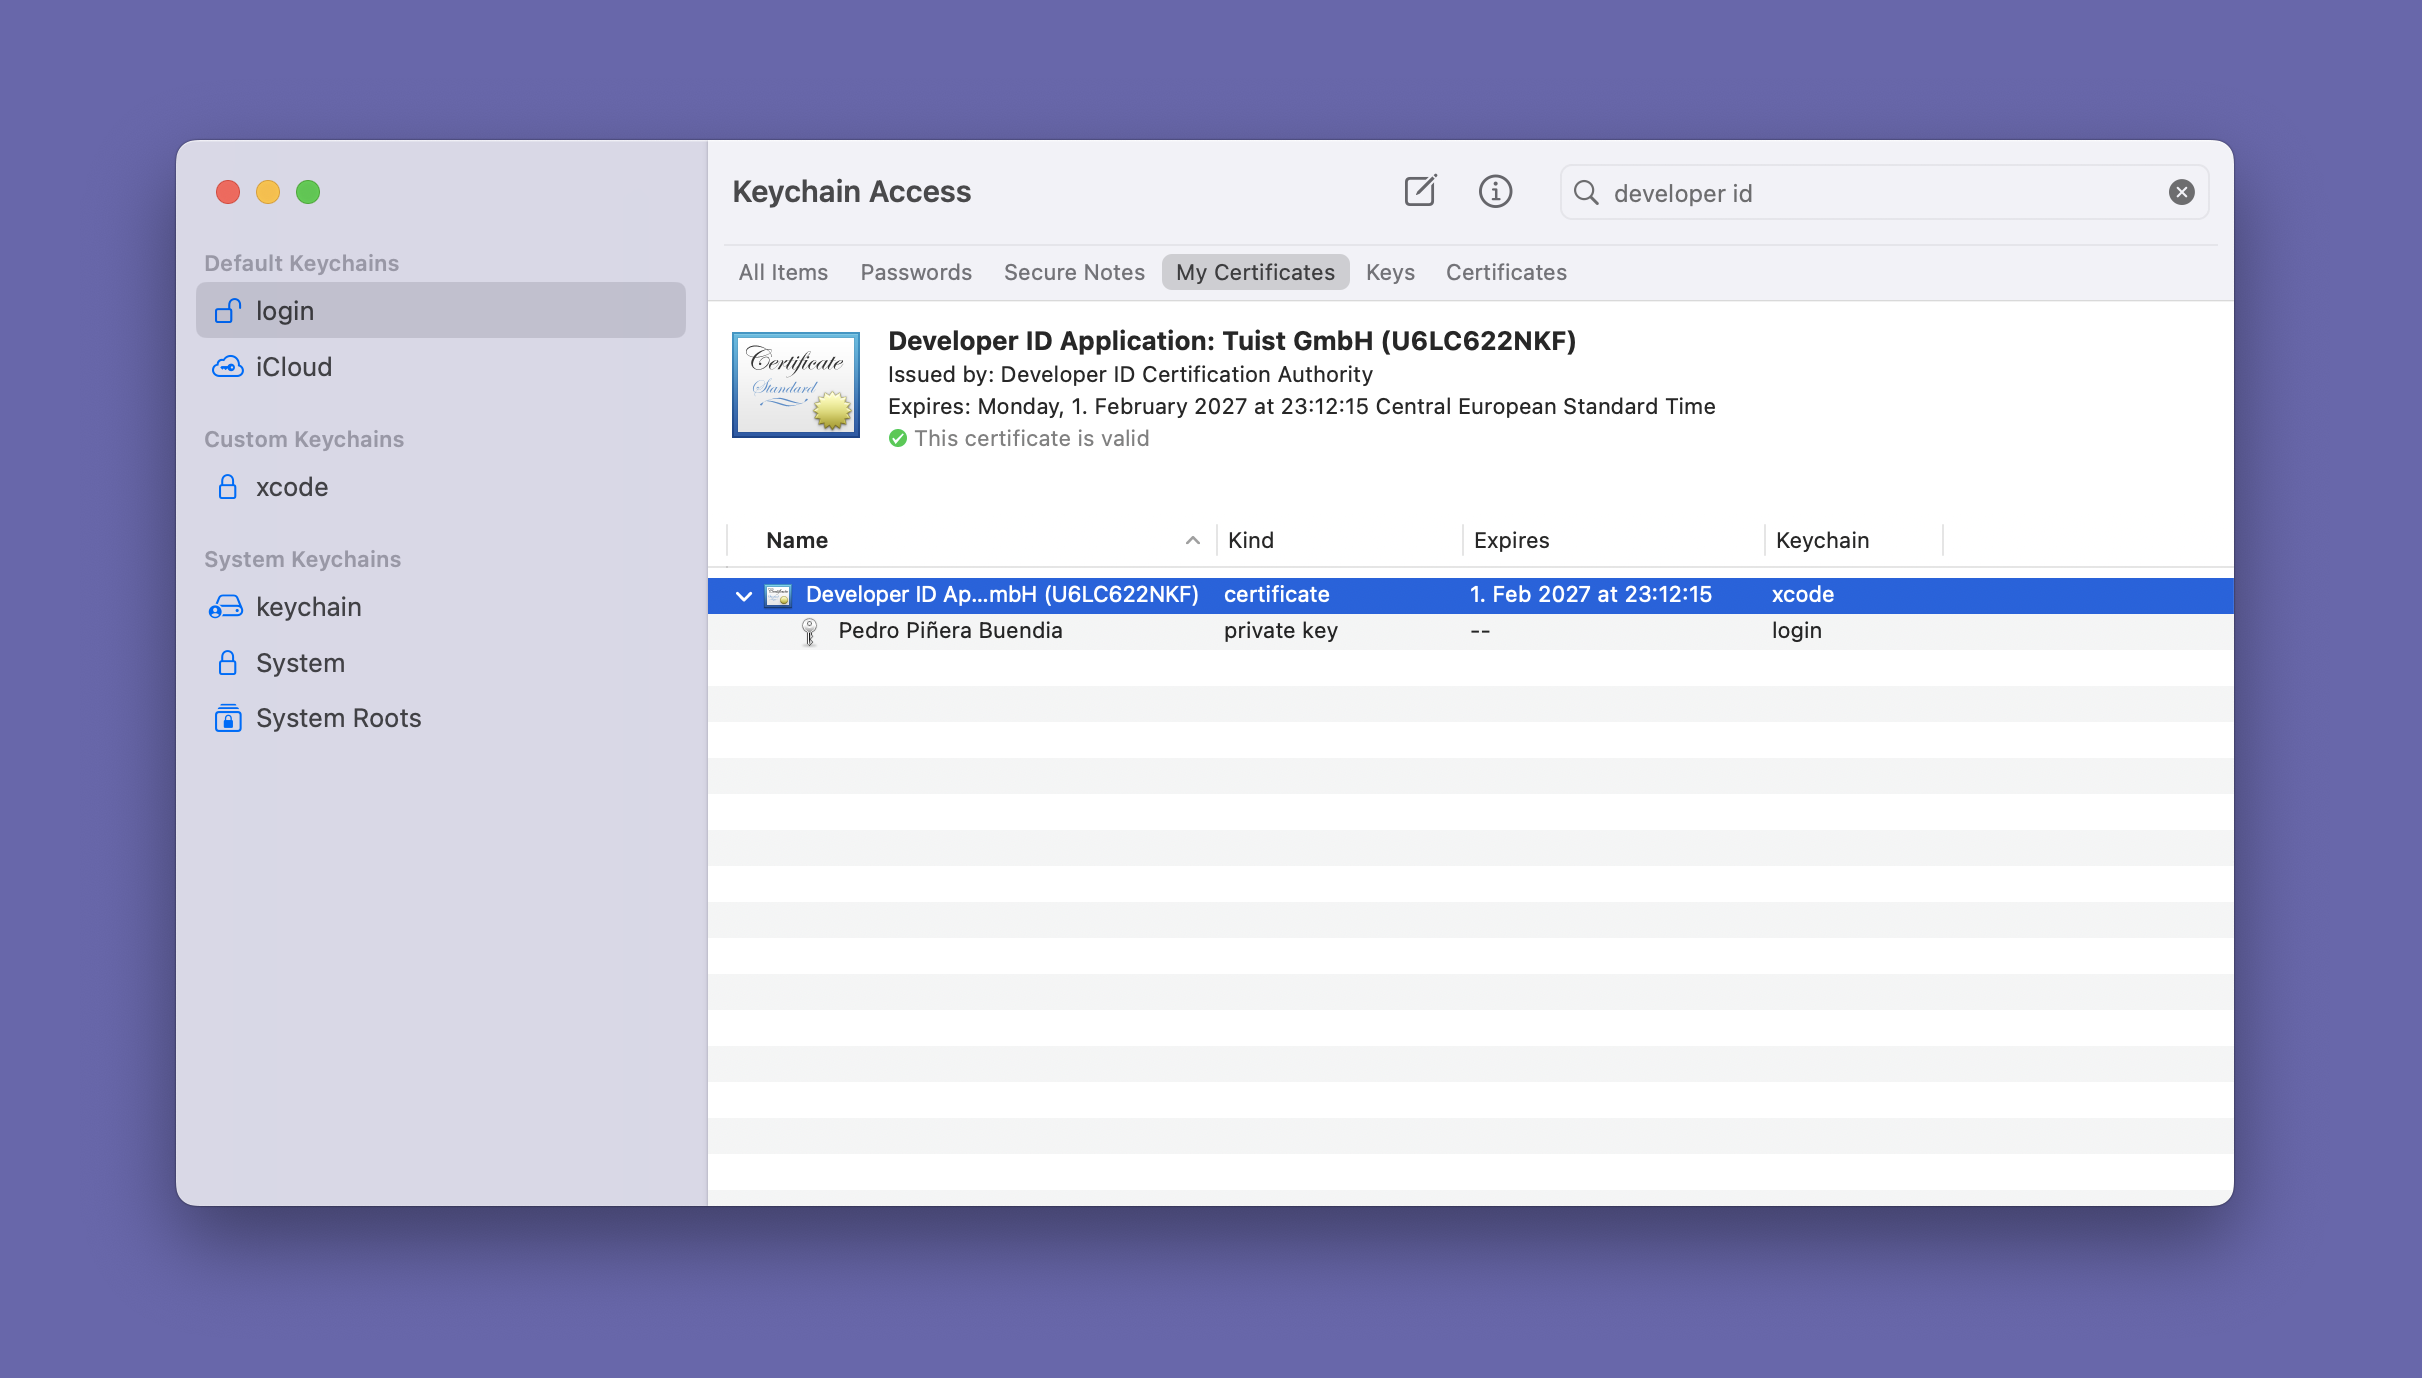 Default Keychains
login
iCloud
Custom Keychains
xcode
System Keychains
keychain
System
System Roots
Keychain Access
developer id
All Items Passwords Secure Notes My Certificates Keys Certificates
Certificate
Standard
Developer ID Application: Tuist GmbH (U6LC622NKF)
Issued by: Developer ID Certification Authority
Expires: Monday, 1. February 2027 at 23:12:15 Central European Standard Time
This certificate is valid
Name Kind Expires Keychain
Developer ID Ap...mbH (U6LC622NKF) certificate 1. Feb 2027 at 23:12:15 xcode
Pedro Piñera Buendia private key -- login